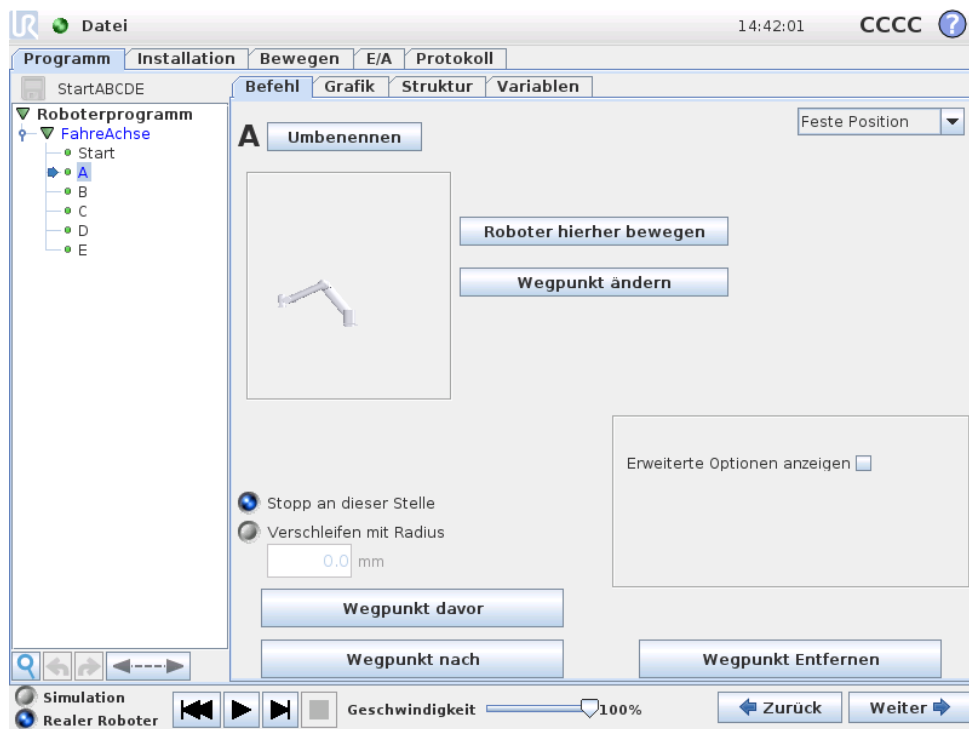 UR Datei 14:42:01 CCCC ?
Programm Installation Bewegen E/A Protokoll
StartABCDE
Befehl Grafik Struktur Variablen
Roboterprogramm
FahreAchse
Start
A
B
C
D
E
A Umbenennen Feste Position
Roboter hierher bewegen
Wegpunkt ändern
Erweiterte Optionen anzeigen
Stopp an dieser Stelle
Verschleifen mit Radius
0.0 mm
Wegpunkt davor
Wegpunkt nach Wegpunkt Entfernen
Simulation
Realer Roboter
Geschwindigkeit 100% Zurück Weiter